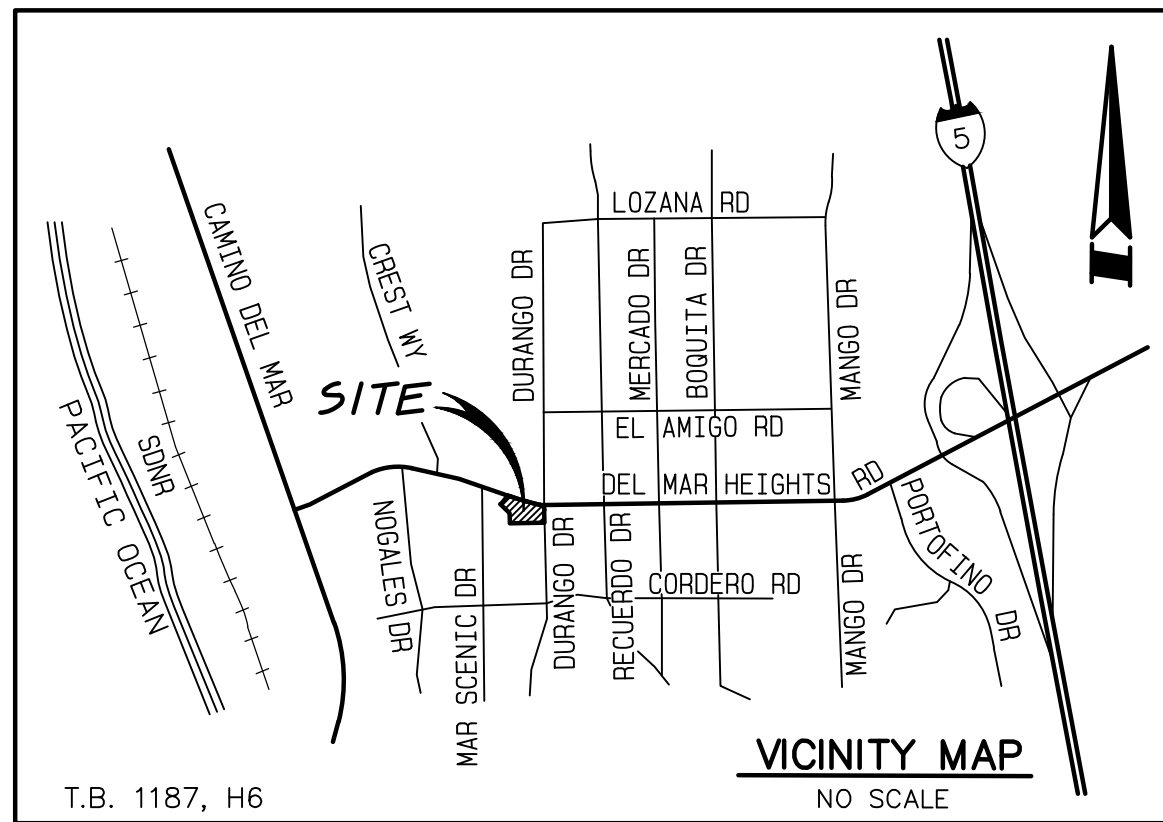 5
LOZANA RD
CAMINO DEL MAR
CREST WY
DURANGO DR
MERCADO DR
BOQUITA DR
MANGO DR
SITE
EL AMIGO RD
PACIFIC OCEAN
SDNR
DEL MAR HEIGHTS RD
NOGALES DR
MAR SCENIC DR
DURANGO DR
RECUERDO DR
CORDERO RD
MANGO DR
PORTOFINO DR
VICINITY MAP
NO SCALE
T.B. 1187, H6